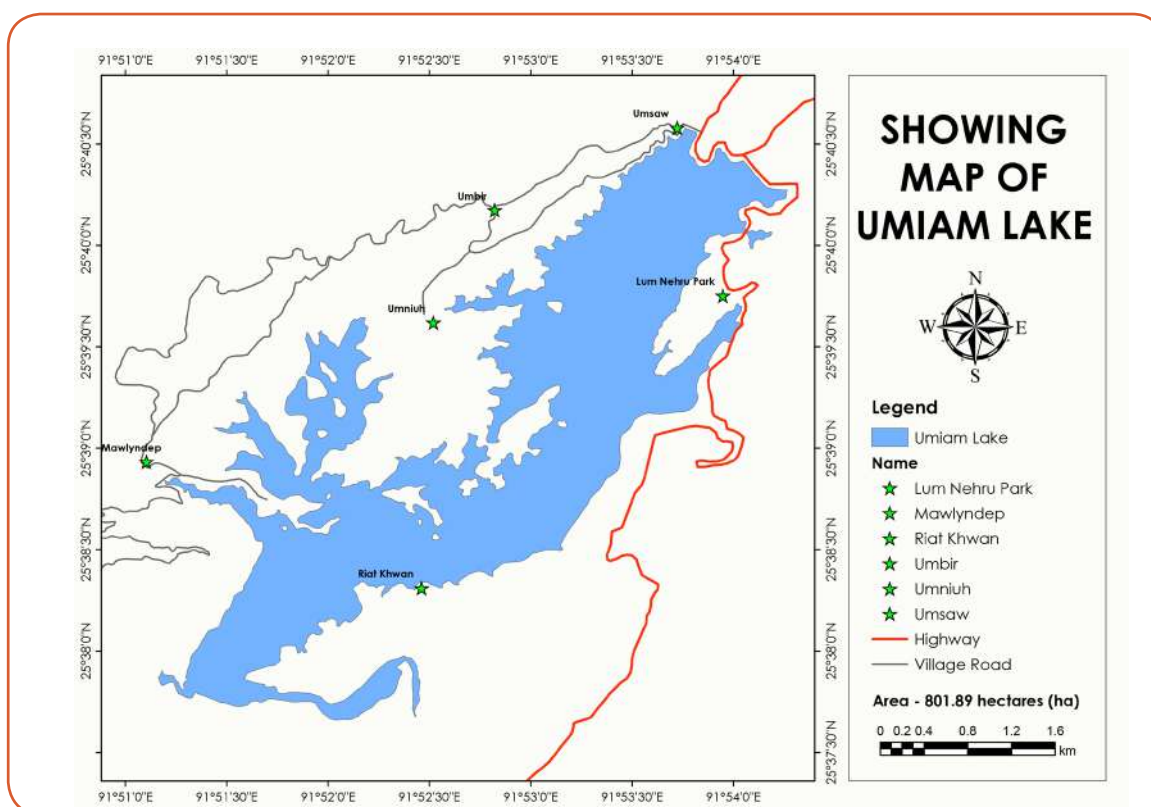 91°51'0"E 91°51'30"E 91°52'0"E 91°52'30"E 91°53'0"E 91°53'30"E 91°54'0"E
25°40'30"N
25°40'0"N
25°39'30"N
25°39'0"N
25°38'30"N
25°38'0"N
25°37'30"N
Umsaw
Umbir
Lum Nehru Park
Umniuh
Mawlyndep
Riat Khwan
25°40'30"N
25°40'0"N
25°39'30"N
25°39'0"N
25°38'30"N
25°38'0"N
25°37'30"N
91°51'0"E 91°51'30"E 91°52'0"E 91°52'30"E 91°53'0"E 91°53'30"E 91°54'0"E
SHOWING
MAP OF
UMIAM LAKE
N
W E
S
Legend
Umiam Lake
Name
Lum Nehru Park
Mawlyndep
Riat Khwan
Umbir
Umniuh
Umsaw
Highway
Village Road
Area - 801.89 hectares (ha)
0 0.2 0.4 0.8 1.2 1.6
km